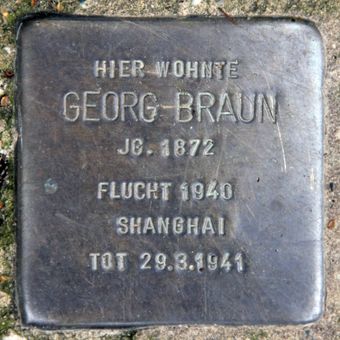 HIER WOHNTE
GEORG BRAUN
JG. 1872
FLUCHT 1940
SHANGHAI
TOT 29.3.1941